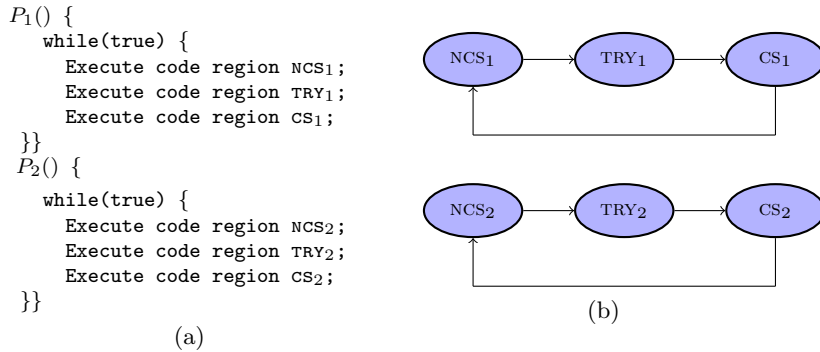 P₁() {
while(true) {
Execute code region NCS₁;
Execute code region TRY₁;
Execute code region CS₁;
}}
P₂() {
while(true) {
Execute code region NCS₂;
Execute code region TRY₂;
Execute code region CS₂;
}}
(a)
NCS₁ TRY₁ CS₁
NCS₂ TRY₂ CS₂
(b)